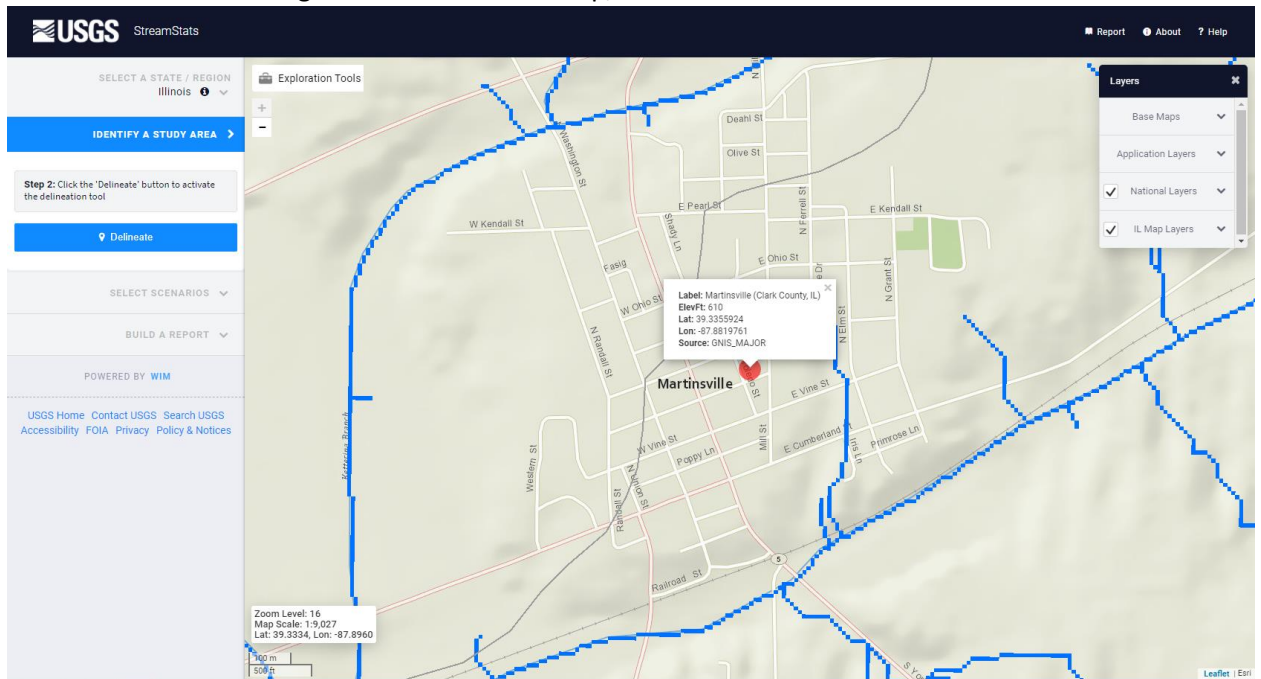 USGS StreamStats
Report About ? Help
SELECT A STATE / REGION
Illinois
IDENTIFY A STUDY AREA
Step 2: Click the 'Delineate' button to activate
the delineation tool
Delineate
SELECT SCENARIOS
BUILD A REPORT
POWERED BY WIM
USGS Home Contact USGS Search USGS
Accessibility FOIA Privacy Policy & Notices
Exploration Tools
+
−
Layers
Base Maps
Application Layers
National Layers
IL Map Layers
Deahl St
Olive St
N Washington St
E Pearl St
W Kendall St
E Kendall St
Shady Ln
N Ferrell St
Fasig
E Ohio St
W Ohio St
N Grant St
Label: Martinsville (Clark County, IL)
ElevFt: 610
Lat: 39.3355924
Lon: -87.8819761
Source: GNIS_MAJOR
N Elm St
N Randall St
Martinsville
E Vine St
Ketterina Branch
W Vine St
Mill St
E Cumberland
Iris Ln
Primrose Ln
Poppy Ln
Western St
N Union St
Randall St
5
Railroad St
Zoom Level: 16
Map Scale: 1:9,027
Lat: 39.3334, Lon: -87.8960
100 m
500 ft
Leaflet | Esri